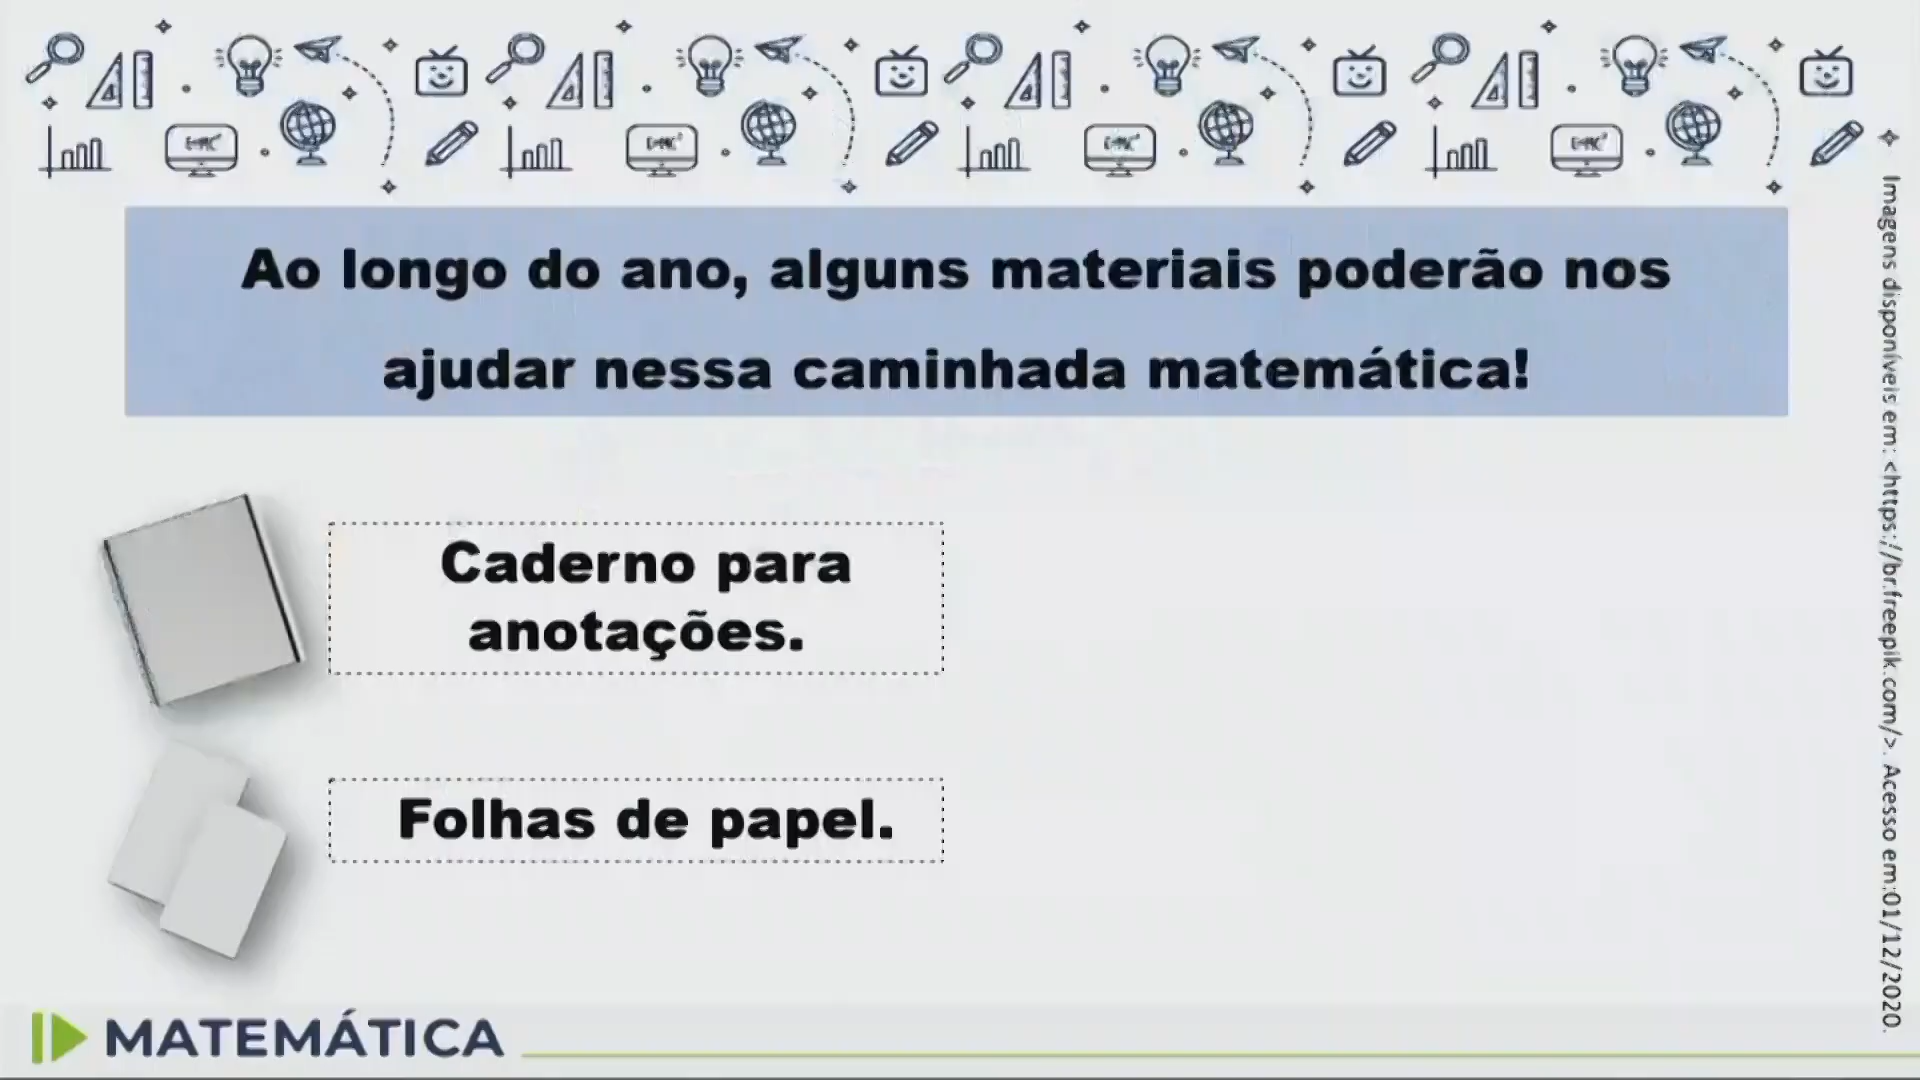 Ao longo do ano, alguns materiais poderão nos
ajudar nessa caminhada matemática!
Caderno para
anotações.
Folhas de papel.
MATEMÁTICA
Imagens disponíveis em: <https://br.freepik.com/>. Acesso em:01/12/2020.